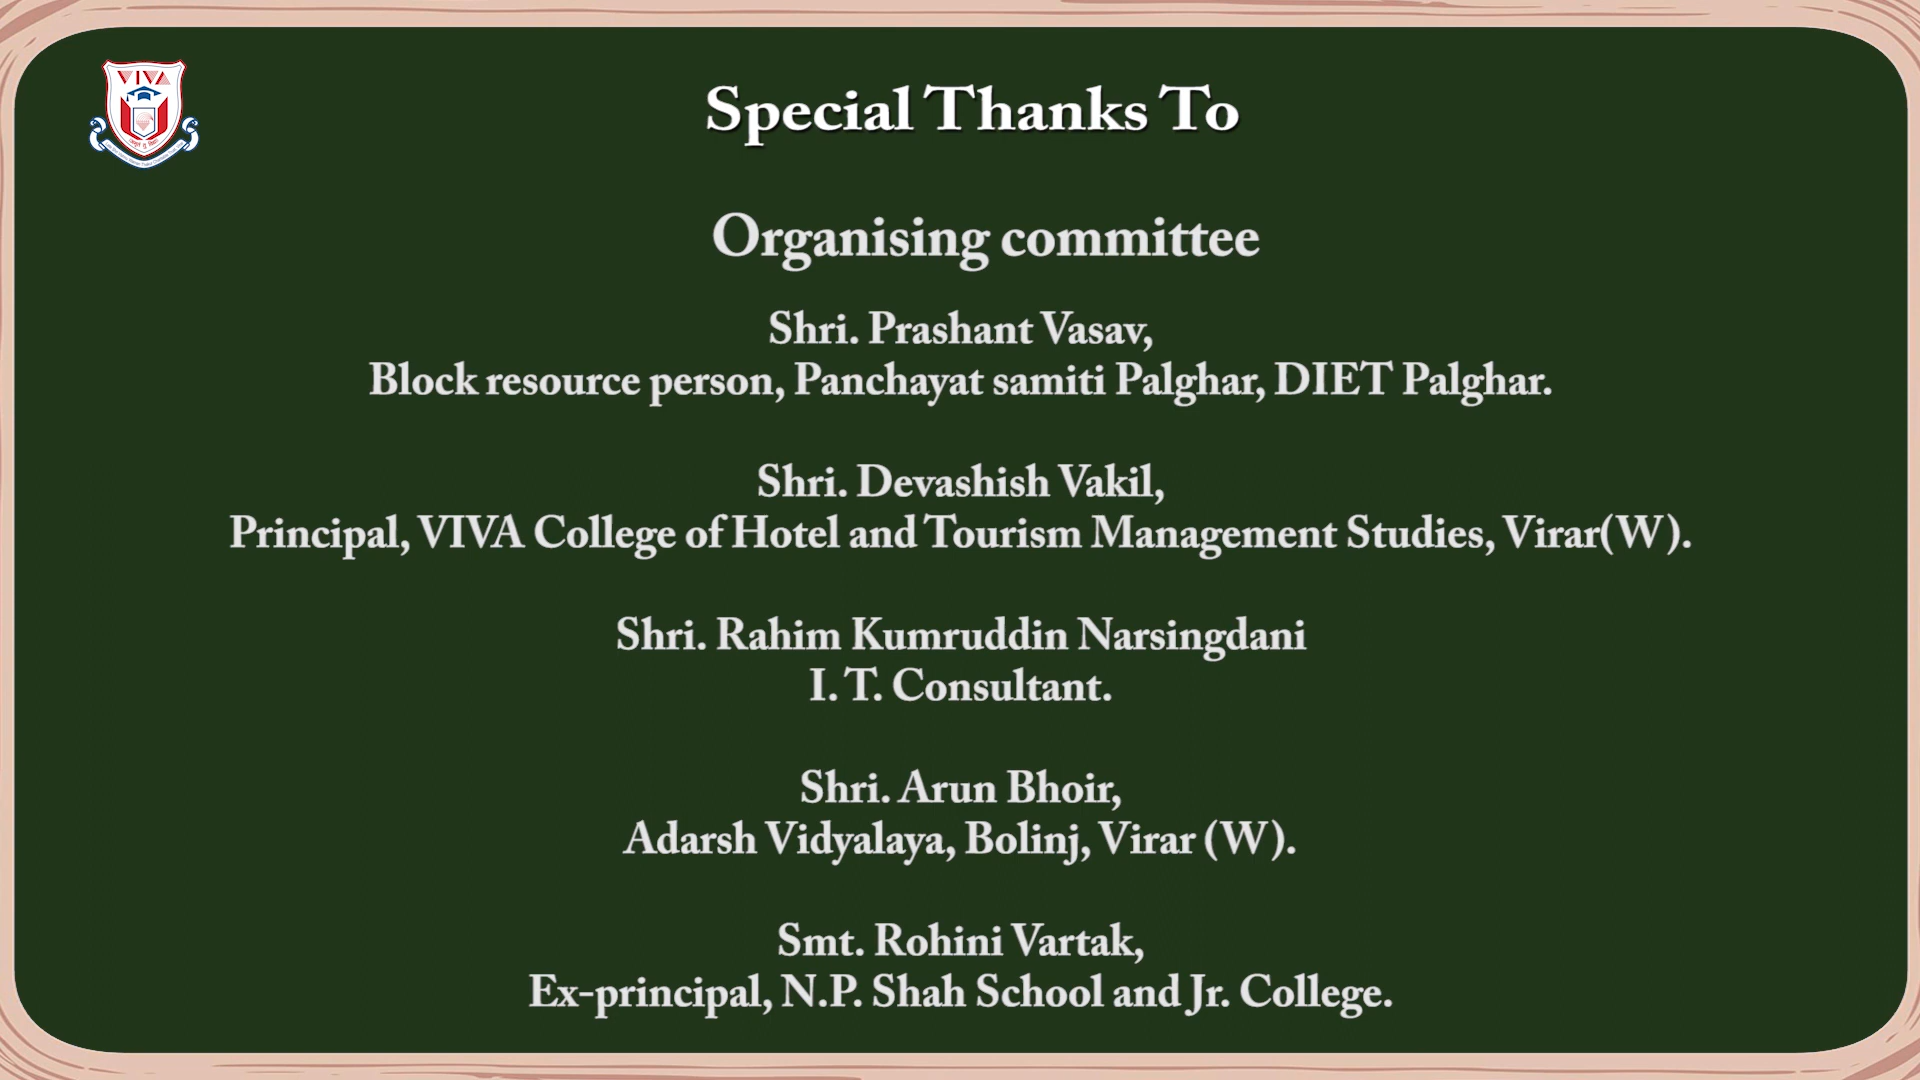 VIVA
Special Thanks To
Organising committee
Shri. Prashant Vasav,
Block resource person, Panchayat samiti Palghar, DIET Palghar.
Shri. Devashish Vakil,
Principal, VIVA College of Hotel and Tourism Management Studies, Virar(W).
Shri. Rahim Kumruddin Narsingdani
I. T. Consultant.
Shri. Arun Bhoir,
Adarsh Vidyalaya, Bolinj, Virar (W).
Smt. Rohini Vartak,
Ex-principal, N.P. Shah School and Jr. College.